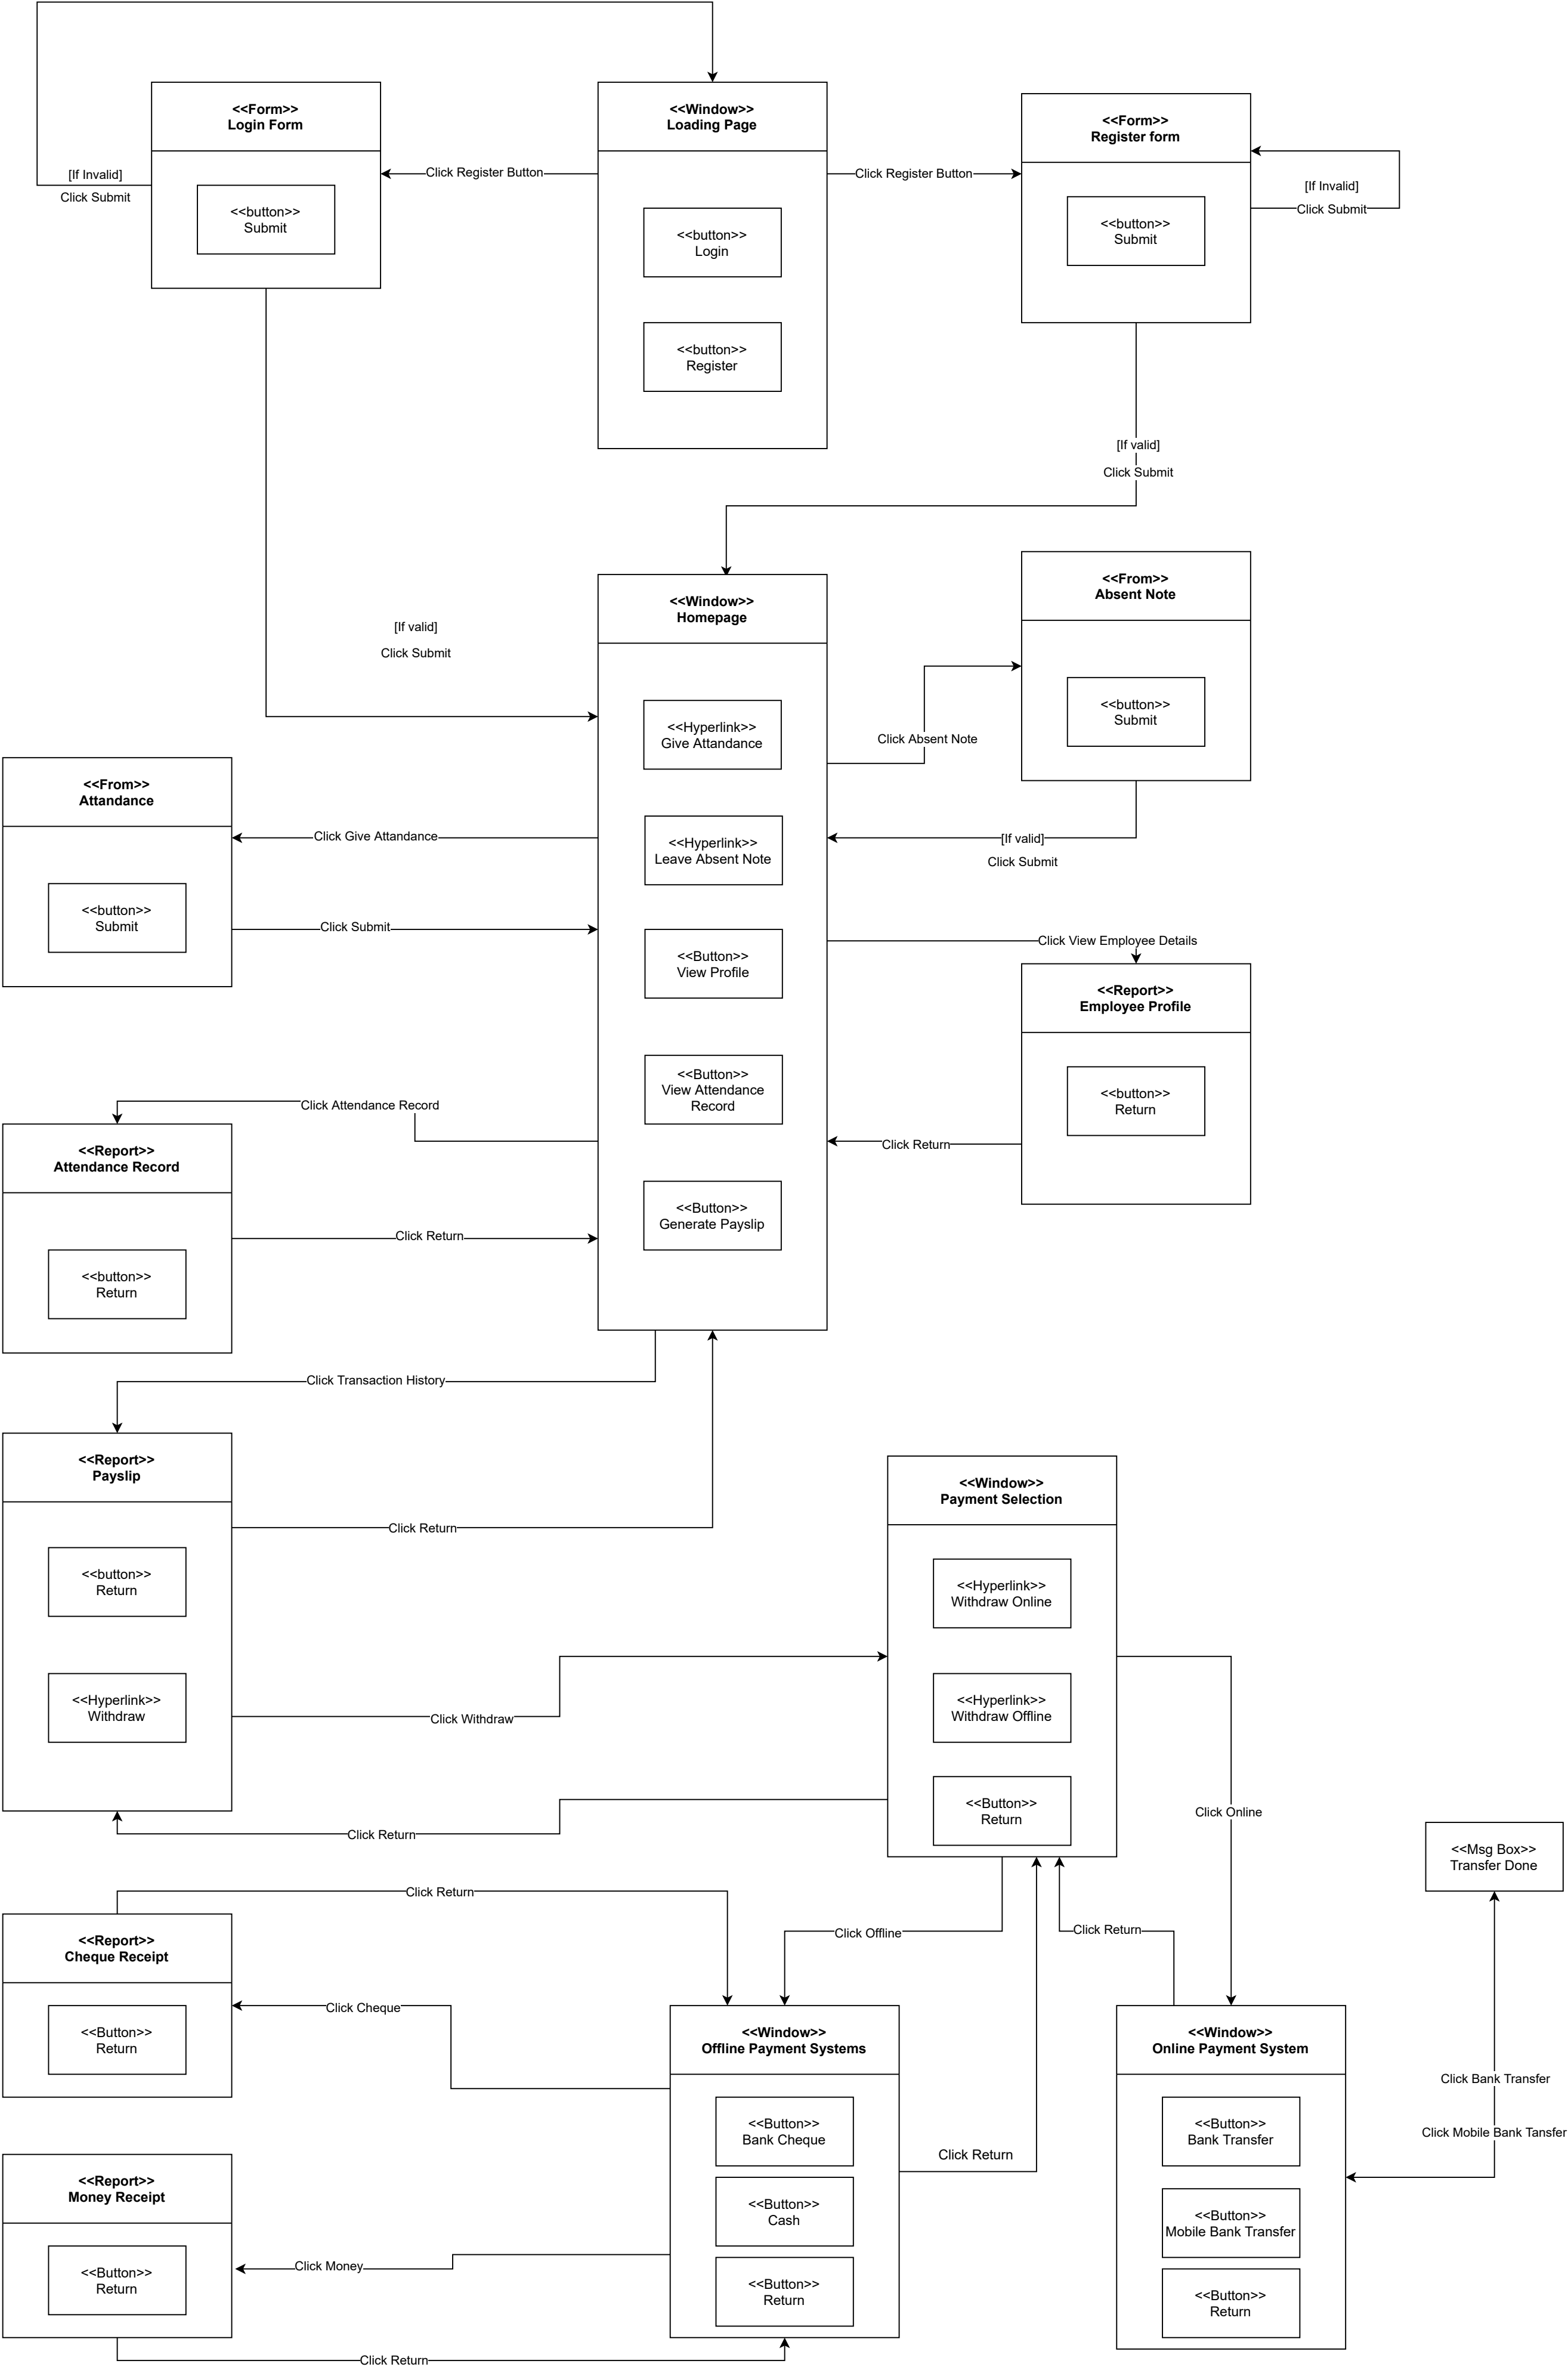 <<Form>>
Login Form
[If Invalid]
Click Submit
<<button>>
Submit
Click Register Button
<<Window>>
Loading Page
<<button>>
Login
<<button>>
Register
Click Register Button
<<Form>>
Register form
<<button>>
Submit
[If Invalid]
Click Submit
[If valid]
Click Submit
[If valid]
Click Submit
<<Window>>
Homepage
<<Hyperlink>>
Give Attandance
<<Hyperlink>>
Leave Absent Note
<<Button>>
View Profile
<<Button>>
View Attendance
Record
<<Button>>
Generate Payslip
Click Absent Note
<<From>>
Absent Note
<<button>>
Submit
[If valid]
Click Submit
<<From>>
Attandance
<<button>>
Submit
Click Give Attandance
Click Submit
Click View Employee Details
<<Report>>
Employee Profile
<<button>>
Return
Click Return
Click Attendance Record
<<Report>>
Attendance Record
<<button>>
Return
Click Return
Click Transaction History
<<Report>>
Payslip
<<button>>
Return
<<Hyperlink>>
Withdraw
Click Return
Click Withdraw
Click Return
<<Window>>
Payment Selection
<<Hyperlink>>
Withdraw Online
<<Hyperlink>>
Withdraw Offline
<<Button>>
Return
Click Online
<<Msg Box>>
Transfer Done
Click Return
Click Offline
Click Return
<<Report>>
Cheque Receipt
<<Button>>
Return
Click Cheque
<<Window>>
Offline Payment Systems
<<Button>>
Bank Cheque
<<Button>>
Cash
<<Button>>
Return
Click Return
<<Window>>
Online Payment System
<<Button>>
Bank Transfer
<<Button>>
Mobile Bank Transfer
<<Button>>
Return
Click Bank Transfer
Click Mobile Bank Tansfer
<<Report>>
Money Receipt
<<Button>>
Return
Click Money
Click Return